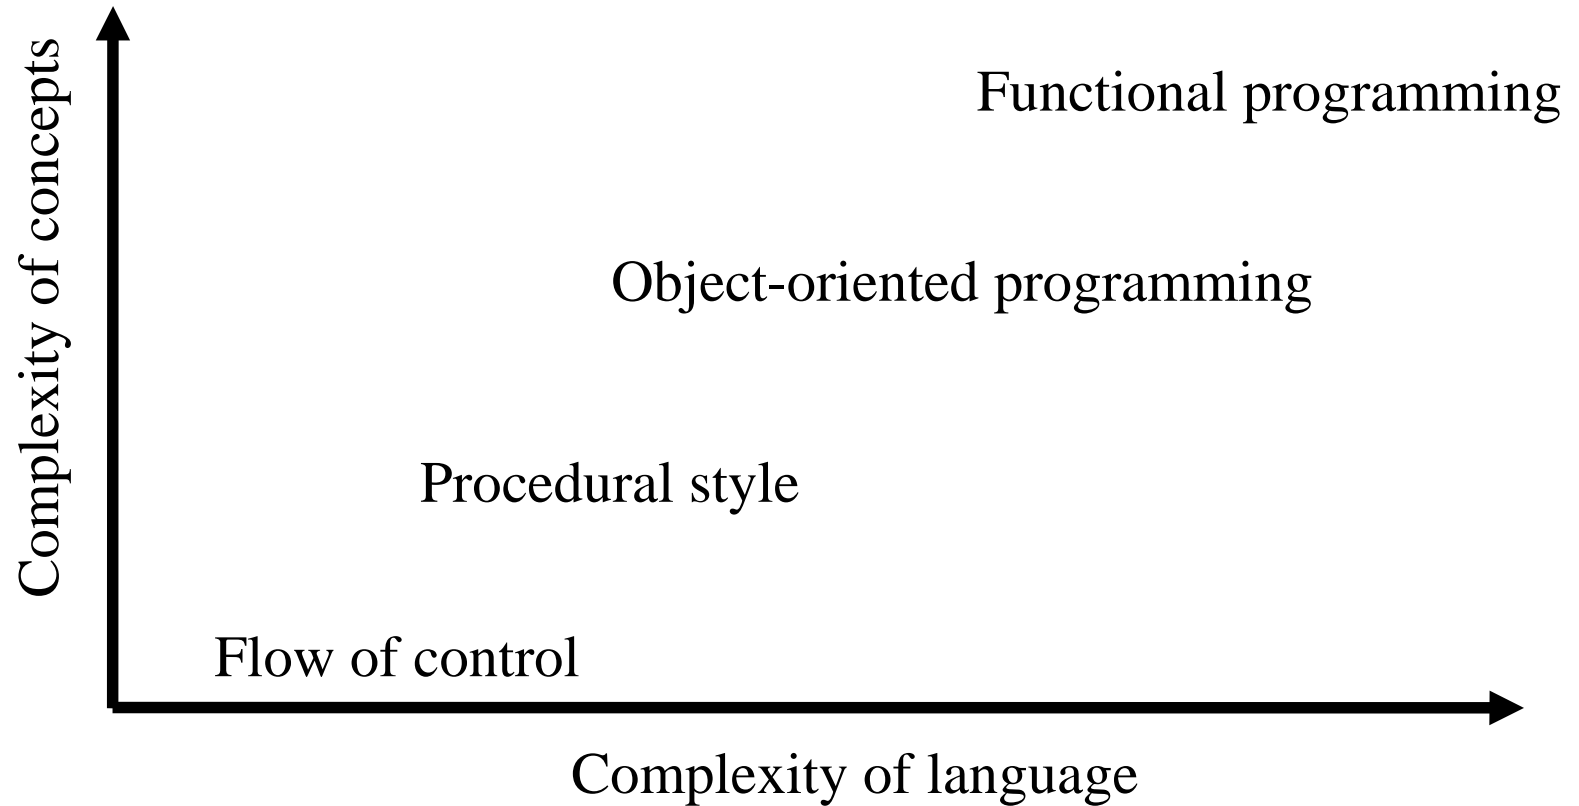 Complexity of concepts
Functional programming
Object-oriented programming
Procedural style
Flow of control
Complexity of language